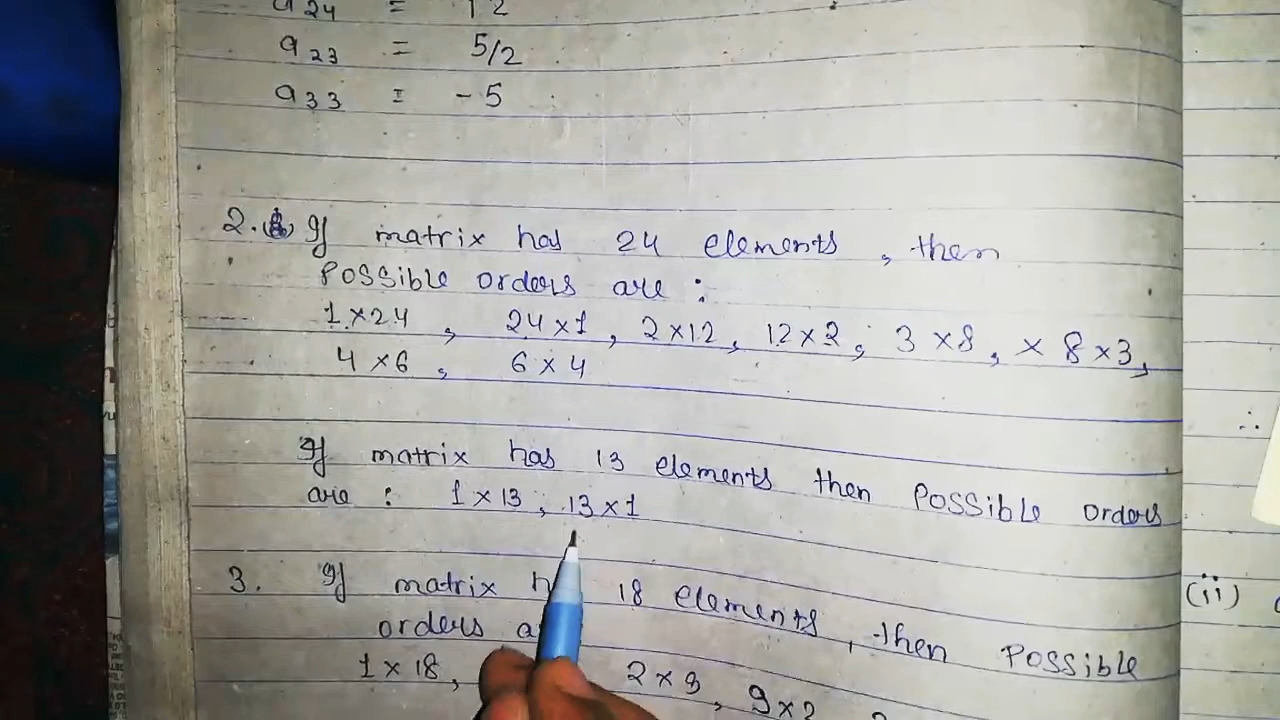 a24 = 12
a23 = 5/2
a33 = -5
2. If matrix has 24 elements, then
Possible orders are :
1×24, 24×1, 2×12, 12×2; 3×8, × 8×3,
4×6, 6×4
If matrix has 13 elements then possible orders
are : 1×13, 13×1
3. If matrix h 18 elements, then possible
(ii)
orders a
1×18, 2×9, 9×2